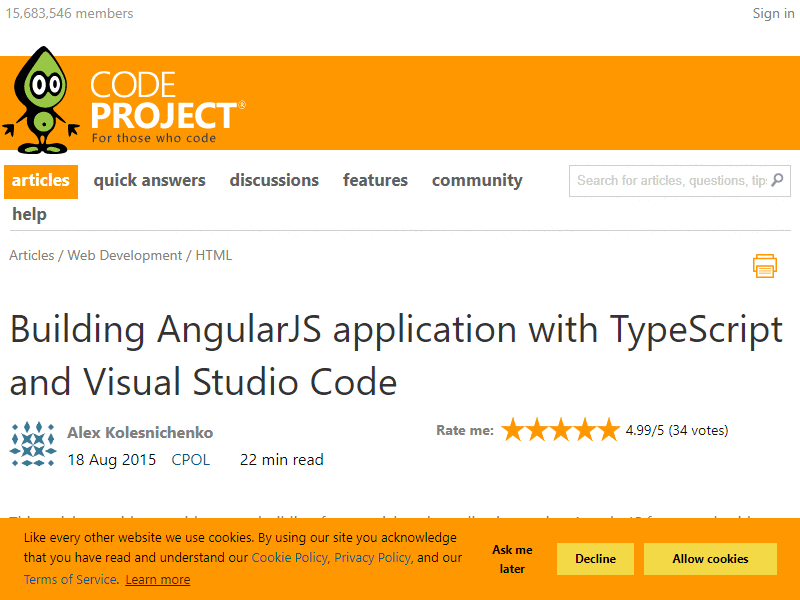 15,683,546 members
Sign in
CODE
PROJECT®
For those who code
articles quick answers discussions features community
Search for articles, questions, tips
help
Articles / Web Development / HTML
Building AngularJS application with TypeScript
and Visual Studio Code
Alex Kolesnichenko
Rate me: 4.99/5 (34 votes)
18 Aug 2015 CPOL 22 min read
Like every other website we use cookies. By using our site you acknowledge
that you have read and understand our Cookie Policy, Privacy Policy, and our
Terms of Service. Learn more
Ask me
later
Decline
Allow cookies